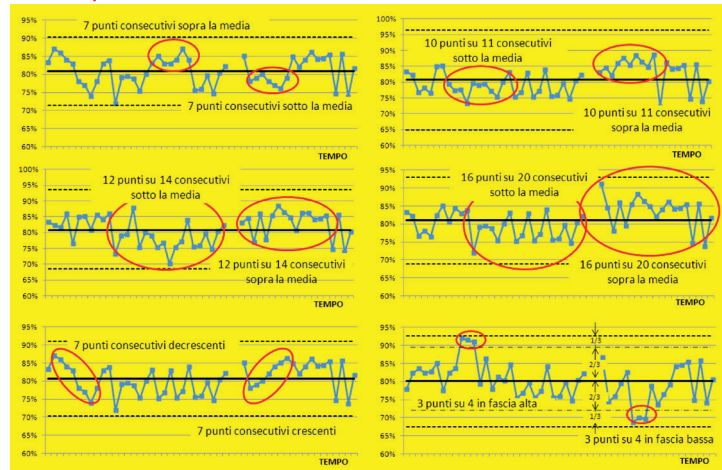 7 punti consecutivi sopra la media
95%
90%
85%
80%
75%
70%
65%
60%
7 punti consecutivi sotto la media
TEMPO
100%
95%
90%
85%
80%
75%
70%
65%
60%
10 punti su 11 consecutivi
sotto la media
10 punti su 11 consecutivi
sopra la media
TEMPO
100%
95%
90%
85%
80%
75%
70%
65%
60%
12 punti su 14 consecutivi
sotto la media
12 punti su 14 consecutivi
sopra la media
TEMPO
95%
90%
85%
80%
75%
70%
65%
60%
16 punti su 20 consecutivi
sotto la media
16 punti su 20 consecutivi
sopra la media
TEMPO
95%
90%
85%
80%
75%
70%
65%
60%
7 punti consecutivi decrescenti
7 punti consecutivi crescenti
TEMPO
95%
90%
85%
80%
75%
70%
65%
60%
1/3
2/3
2/3
1/3
3 punti su 4 in fascia alta
3 punti su 4 in fascia bassa
TEMPO